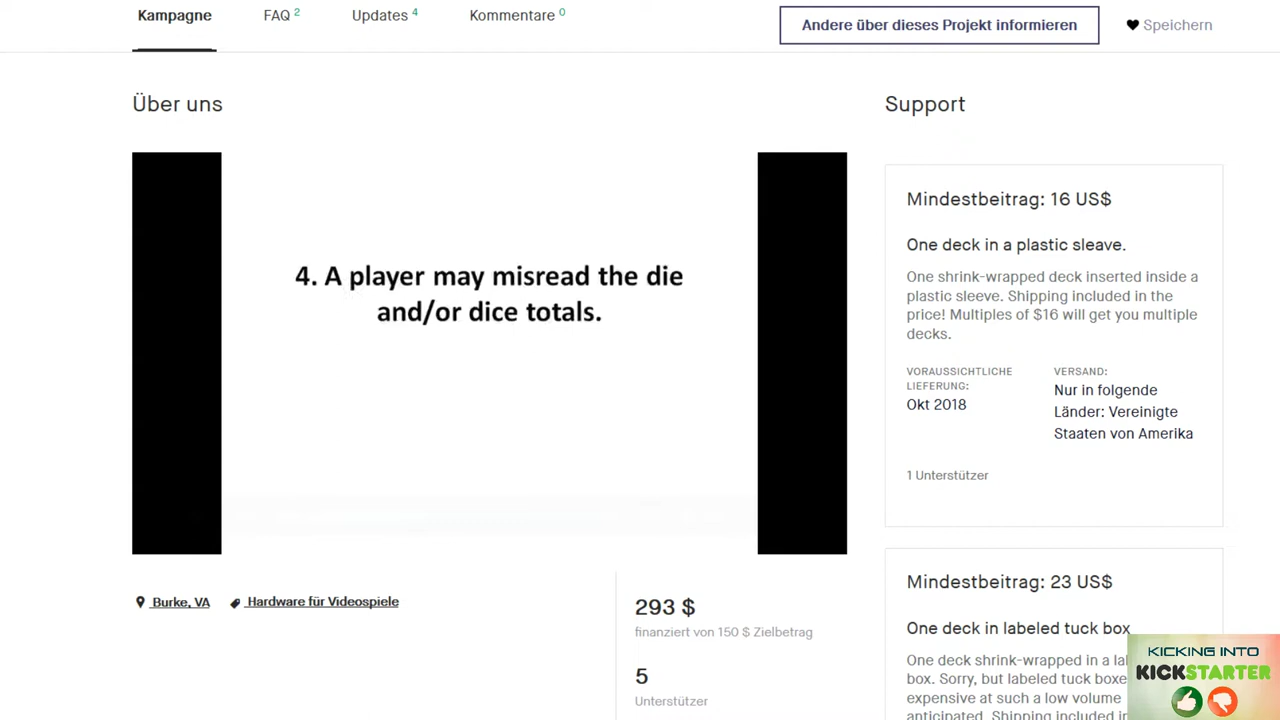 Kampagne
FAQ 2
Updates 4
Kommentare 0
Andere über dieses Projekt informieren
Speichern
Über uns
4. A player may misread the die
and/or dice totals.
Burke, VA
Hardware für Videospiele
293 $
finanziert von 150 $ Zielbetrag
5
Unterstützer
Support
Mindestbeitrag: 16 US$
One deck in a plastic sleave.
One shrink-wrapped deck inserted inside a
plastic sleeve. Shipping included in the
price! Multiples of $16 will get you multiple
decks.
VORAUSSICHTLICHE
LIEFERUNG:
Okt 2018
VERSAND:
Nur in folgende
Länder: Vereinigte
Staaten von Amerika
1 Unterstützer
Mindestbeitrag: 23 US$
One deck in labeled tuck box
One deck shrink-wrapped in a
box. Sorry, but labeled tuck
expensive at such a low volume
anticipated. Shipping included
KICKING INTO
KICKSTARTER